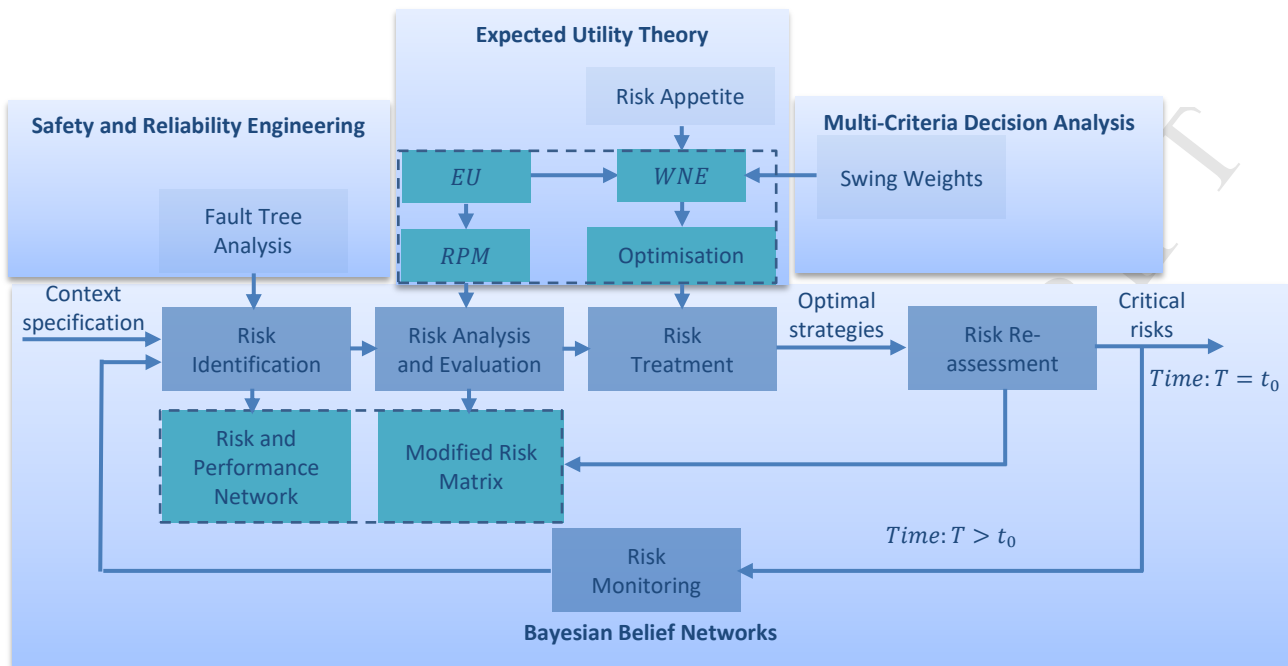 Expected Utility Theory
Risk Appetite
Safety and Reliability Engineering
Multi-Criteria Decision Analysis
EU
WNE
Swing Weights
Fault Tree
Analysis
RPM
Optimisation
Context
specification
Risk
Identification
Risk Analysis
and Evaluation
Risk
Treatment
Optimal
strategies
Risk Re-
assessment
Critical
risks
Time: T = t₀
Risk and
Performance
Network
Modified Risk
Matrix
Time: T > t₀
Risk
Monitoring
Bayesian Belief Networks